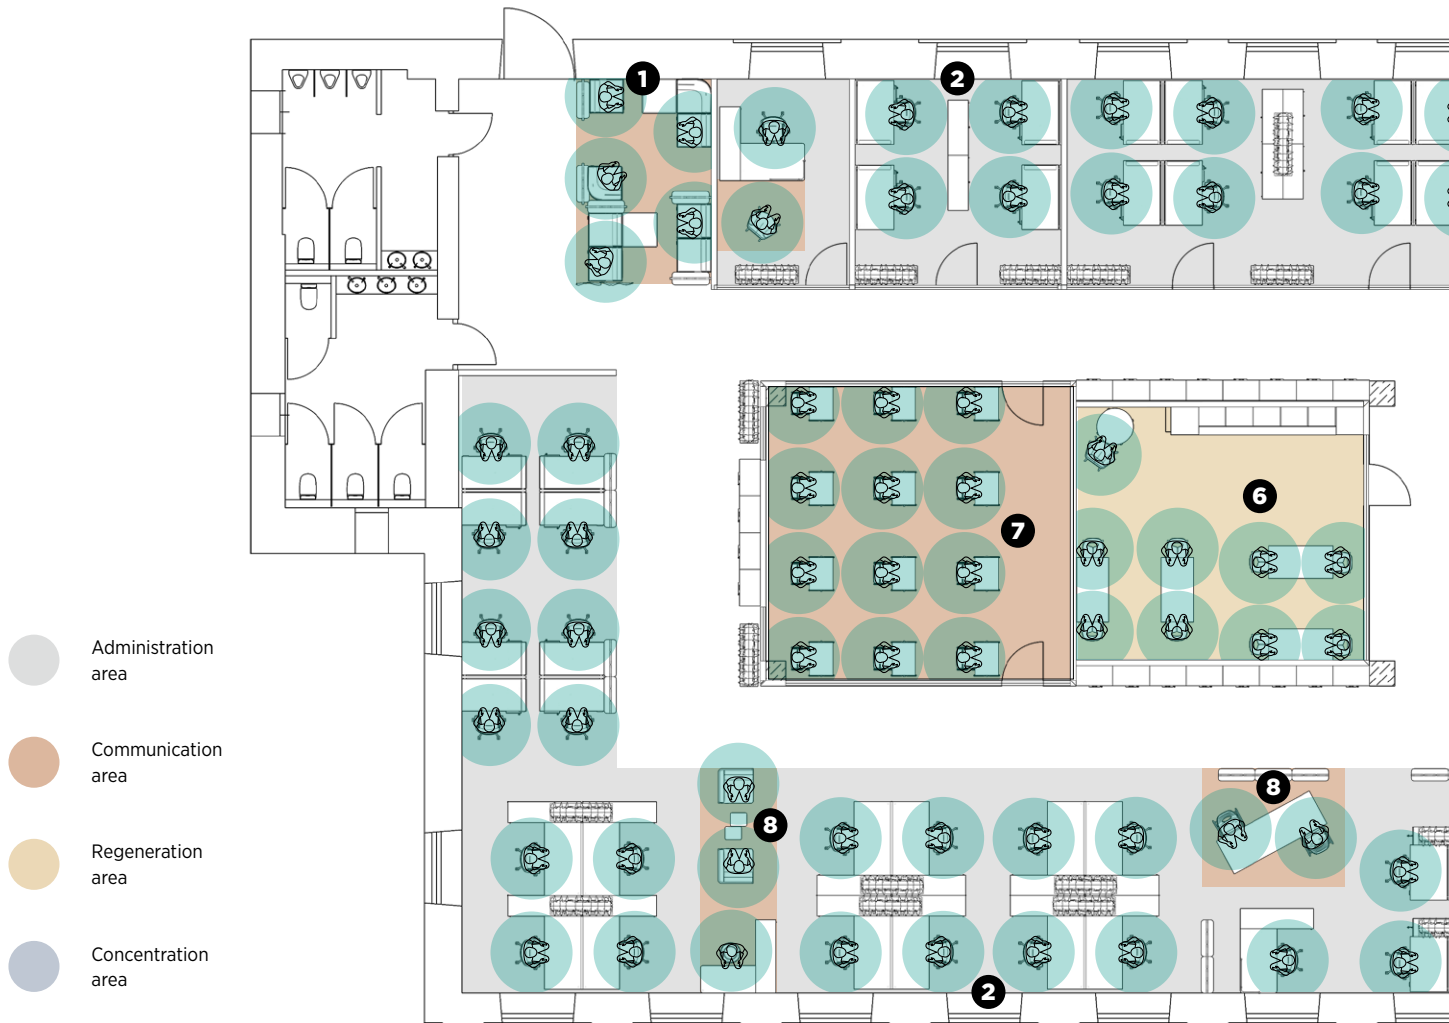 1
2
7
6
8
8
2
Administration
area
Communication
area
Regeneration
area
Concentration
area